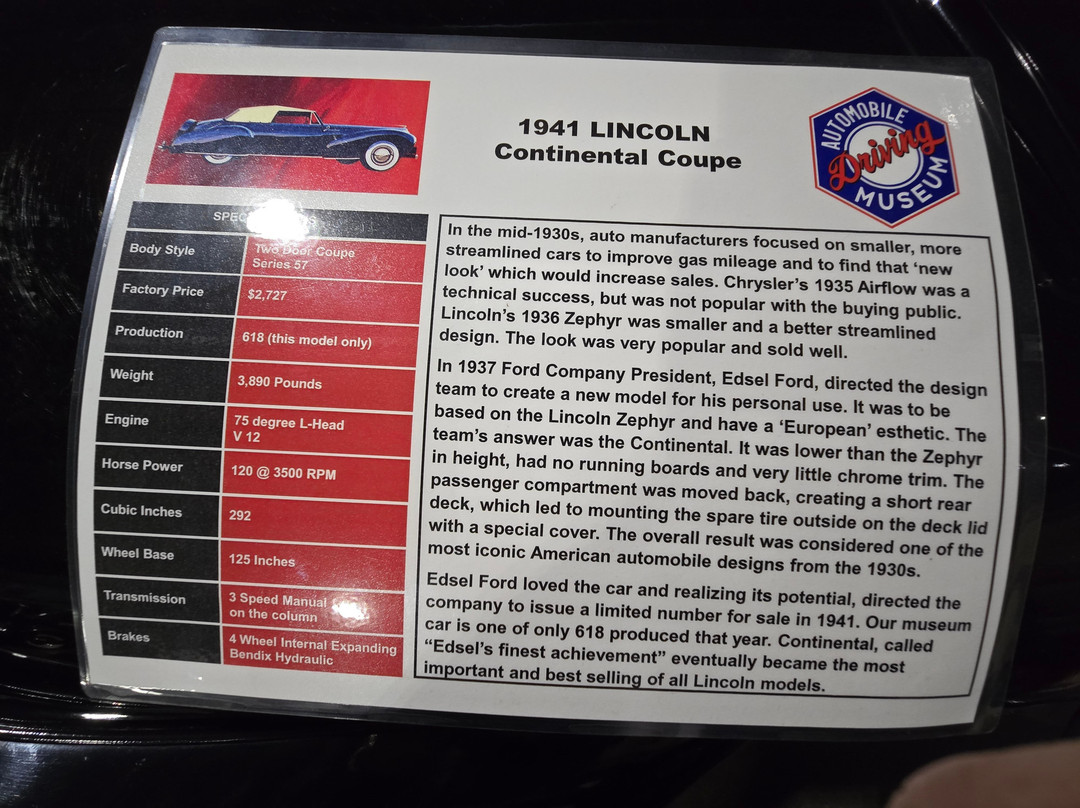 1941 LINCOLN
Continental Coupe
AUTOMOBILE
Driving
MUSEUM
Body Style
Two Door Coupe
Series 57
Factory Price
$2,727
Production
618 (this model only)
Weight
3,890 Pounds
Engine
75 degree L-Head
V 12
Horse Power
120 @ 3500 RPM
Cubic Inches
292
Wheel Base
125 Inches
Transmission
3 Speed Manual
on the column
Brakes
4 Wheel Internal Expanding
Bendix Hydraulic
In the mid-1930s, auto manufacturers focused on smaller, more
streamlined cars to improve gas mileage and to find that ‘new
look’ which would increase sales. Chrysler’s 1935 Airflow was a
technical success, but was not popular with the buying public.
Lincoln’s 1936 Zephyr was smaller and a better streamlined
design. The look was very popular and sold well.
In 1937 Ford Company President, Edsel Ford, directed the design
team to create a new model for his personal use. It was to be
based on the Lincoln Zephyr and have a ‘European’ esthetic. The
team’s answer was the Continental. It was lower than the Zephyr
in height, had no running boards and very little chrome trim. The
passenger compartment was moved back, creating a short rear
deck, which led to mounting the spare tire outside on the deck lid
with a special cover. The overall result was considered one of the
most iconic American automobile designs from the 1930s.
Edsel Ford loved the car and realizing its potential, directed the
company to issue a limited number for sale in 1941. Our museum
car is one of only 618 produced that year. Continental, called
“Edsel’s finest achievement” eventually became the most
important and best selling of all Lincoln models.